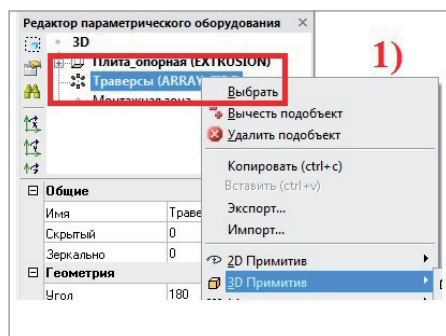 Редактор параметрического оборудования
1)
3D
Плита_опорная (EXTRUSION)
Траверсы (ARRAY
Выбрать
Монтажная зона
Вычесть подобъект
Удалить подобъект
Копировать (ctrl+c)
Вставить (ctrl+v)
Общие
Имя Траве
Экспорт...
Скрытый 0
Импорт...
Зеркально 0
2D Примитив
Геометрия
3D Примитив
Угол 180